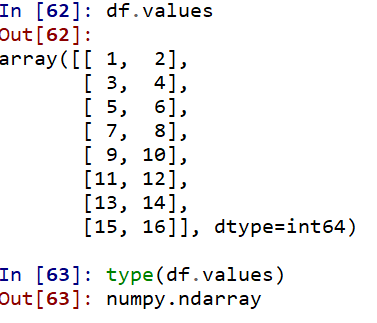 In [62]: df.values
Out[62]:
array([[ 1,  2],
       [ 3,  4],
       [ 5,  6],
       [ 7,  8],
       [ 9, 10],
       [11, 12],
       [13, 14],
       [15, 16]], dtype=int64)
In [63]: type(df.values)
Out[63]: numpy.ndarray